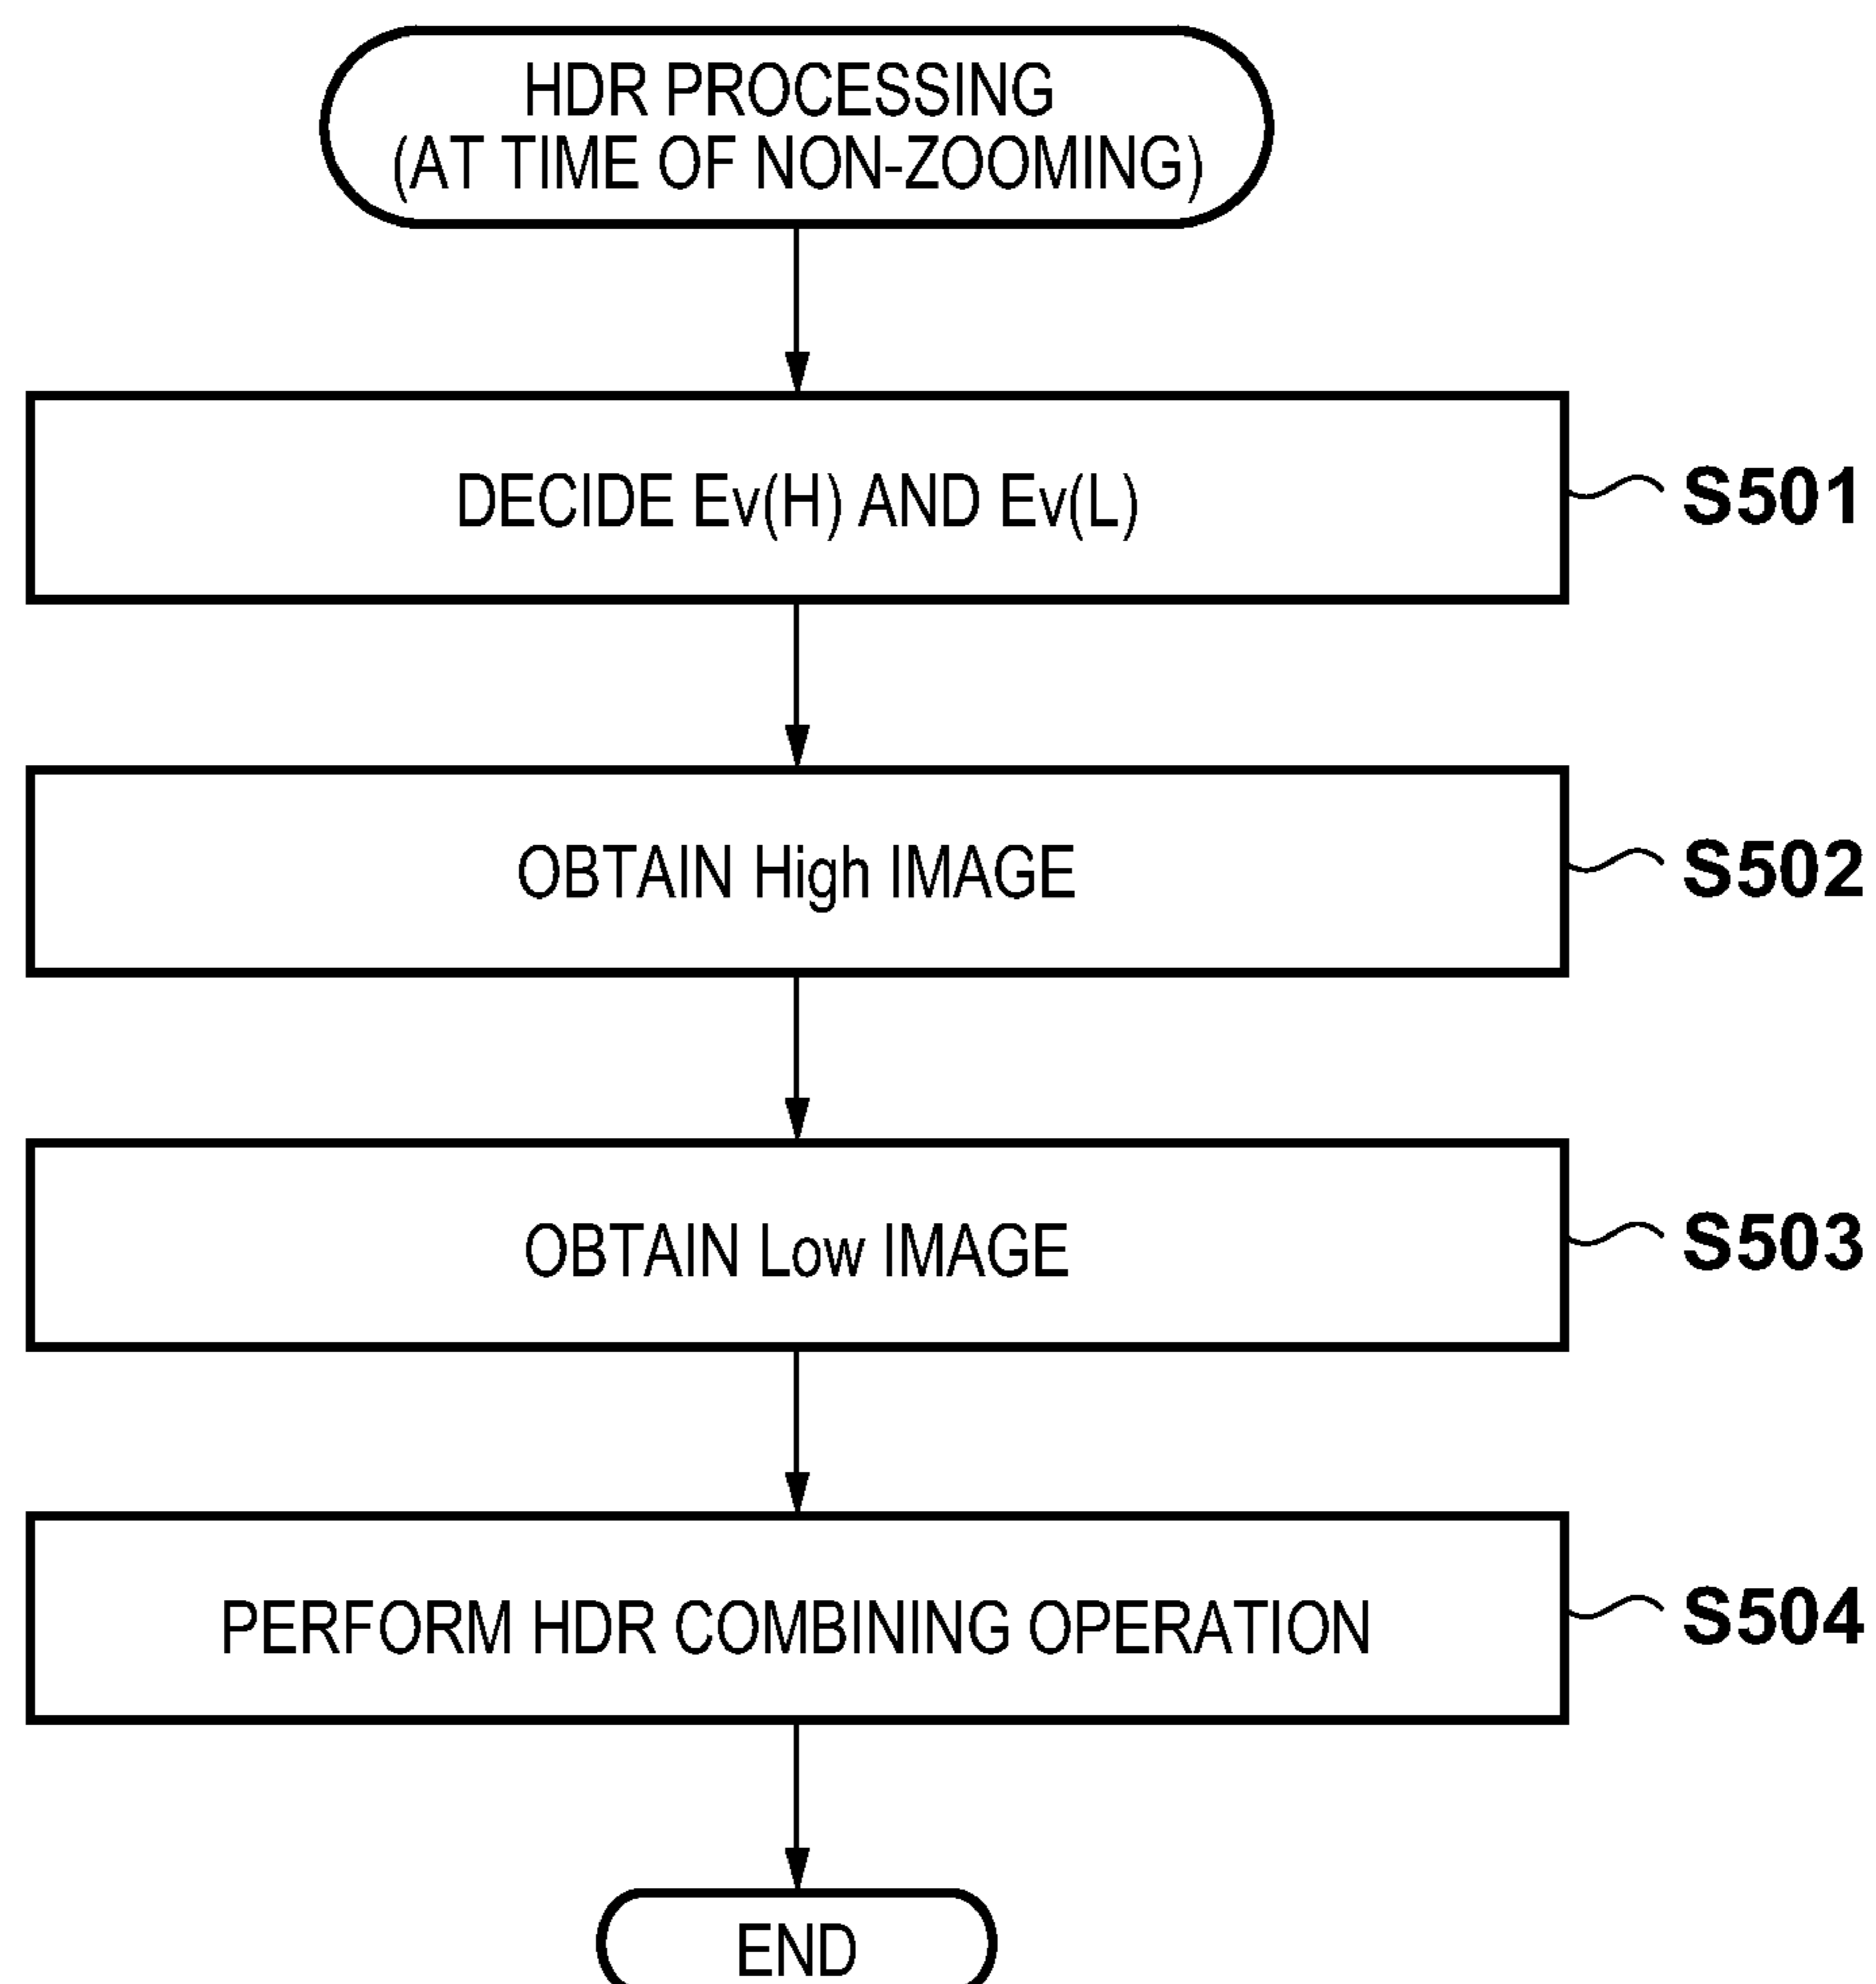 HDR PROCESSING
(AT TIME OF NON-ZOOMING)
DECIDE Ev(H) AND Ev(L)
S501
OBTAIN High IMAGE
S502
OBTAIN Low IMAGE
S503
PERFORM HDR COMBINING OPERATION
S504
END